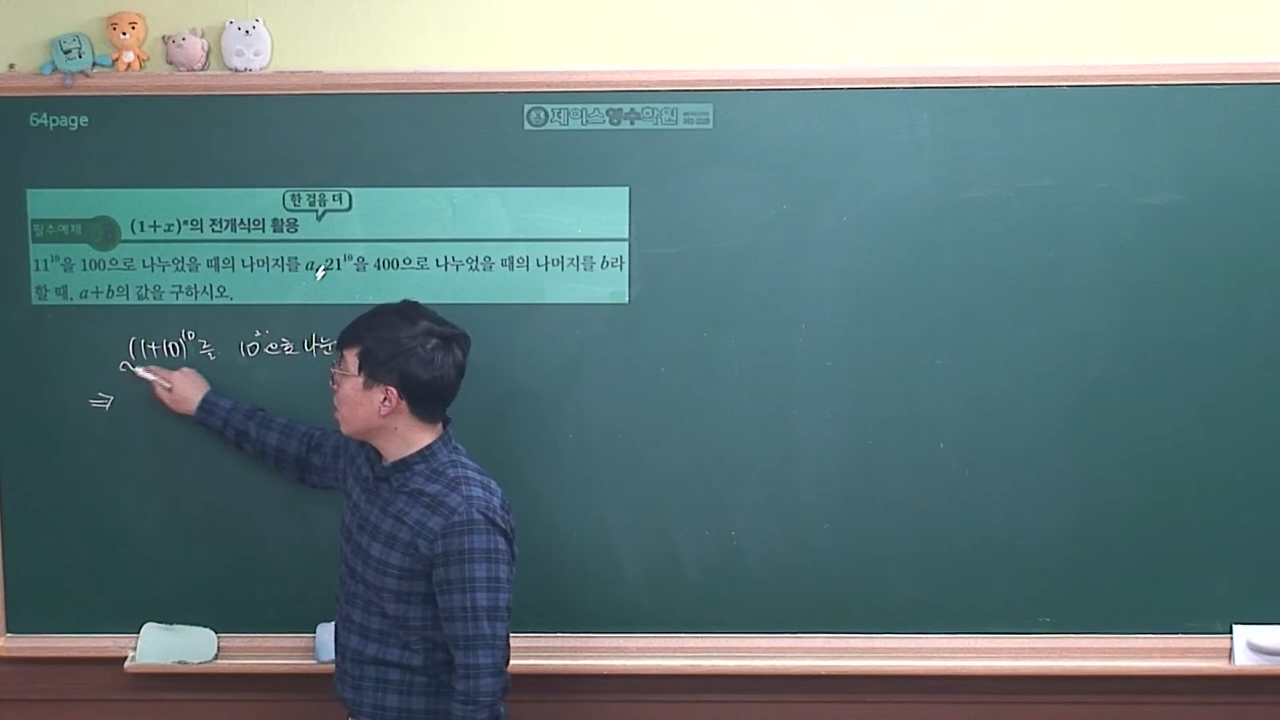 64page
제이스영수학원
한 걸음 더
필수예제 (1+x)ⁿ의 전개식의 활용
11¹⁰을 100으로 나누었을 때의 나머지를 a, 21¹⁰을 400으로 나누었을 때의 나머지를 b라
할 때, a+b의 값을 구하시오.
(1+10)¹⁰를 10²으로 나눈
⇒